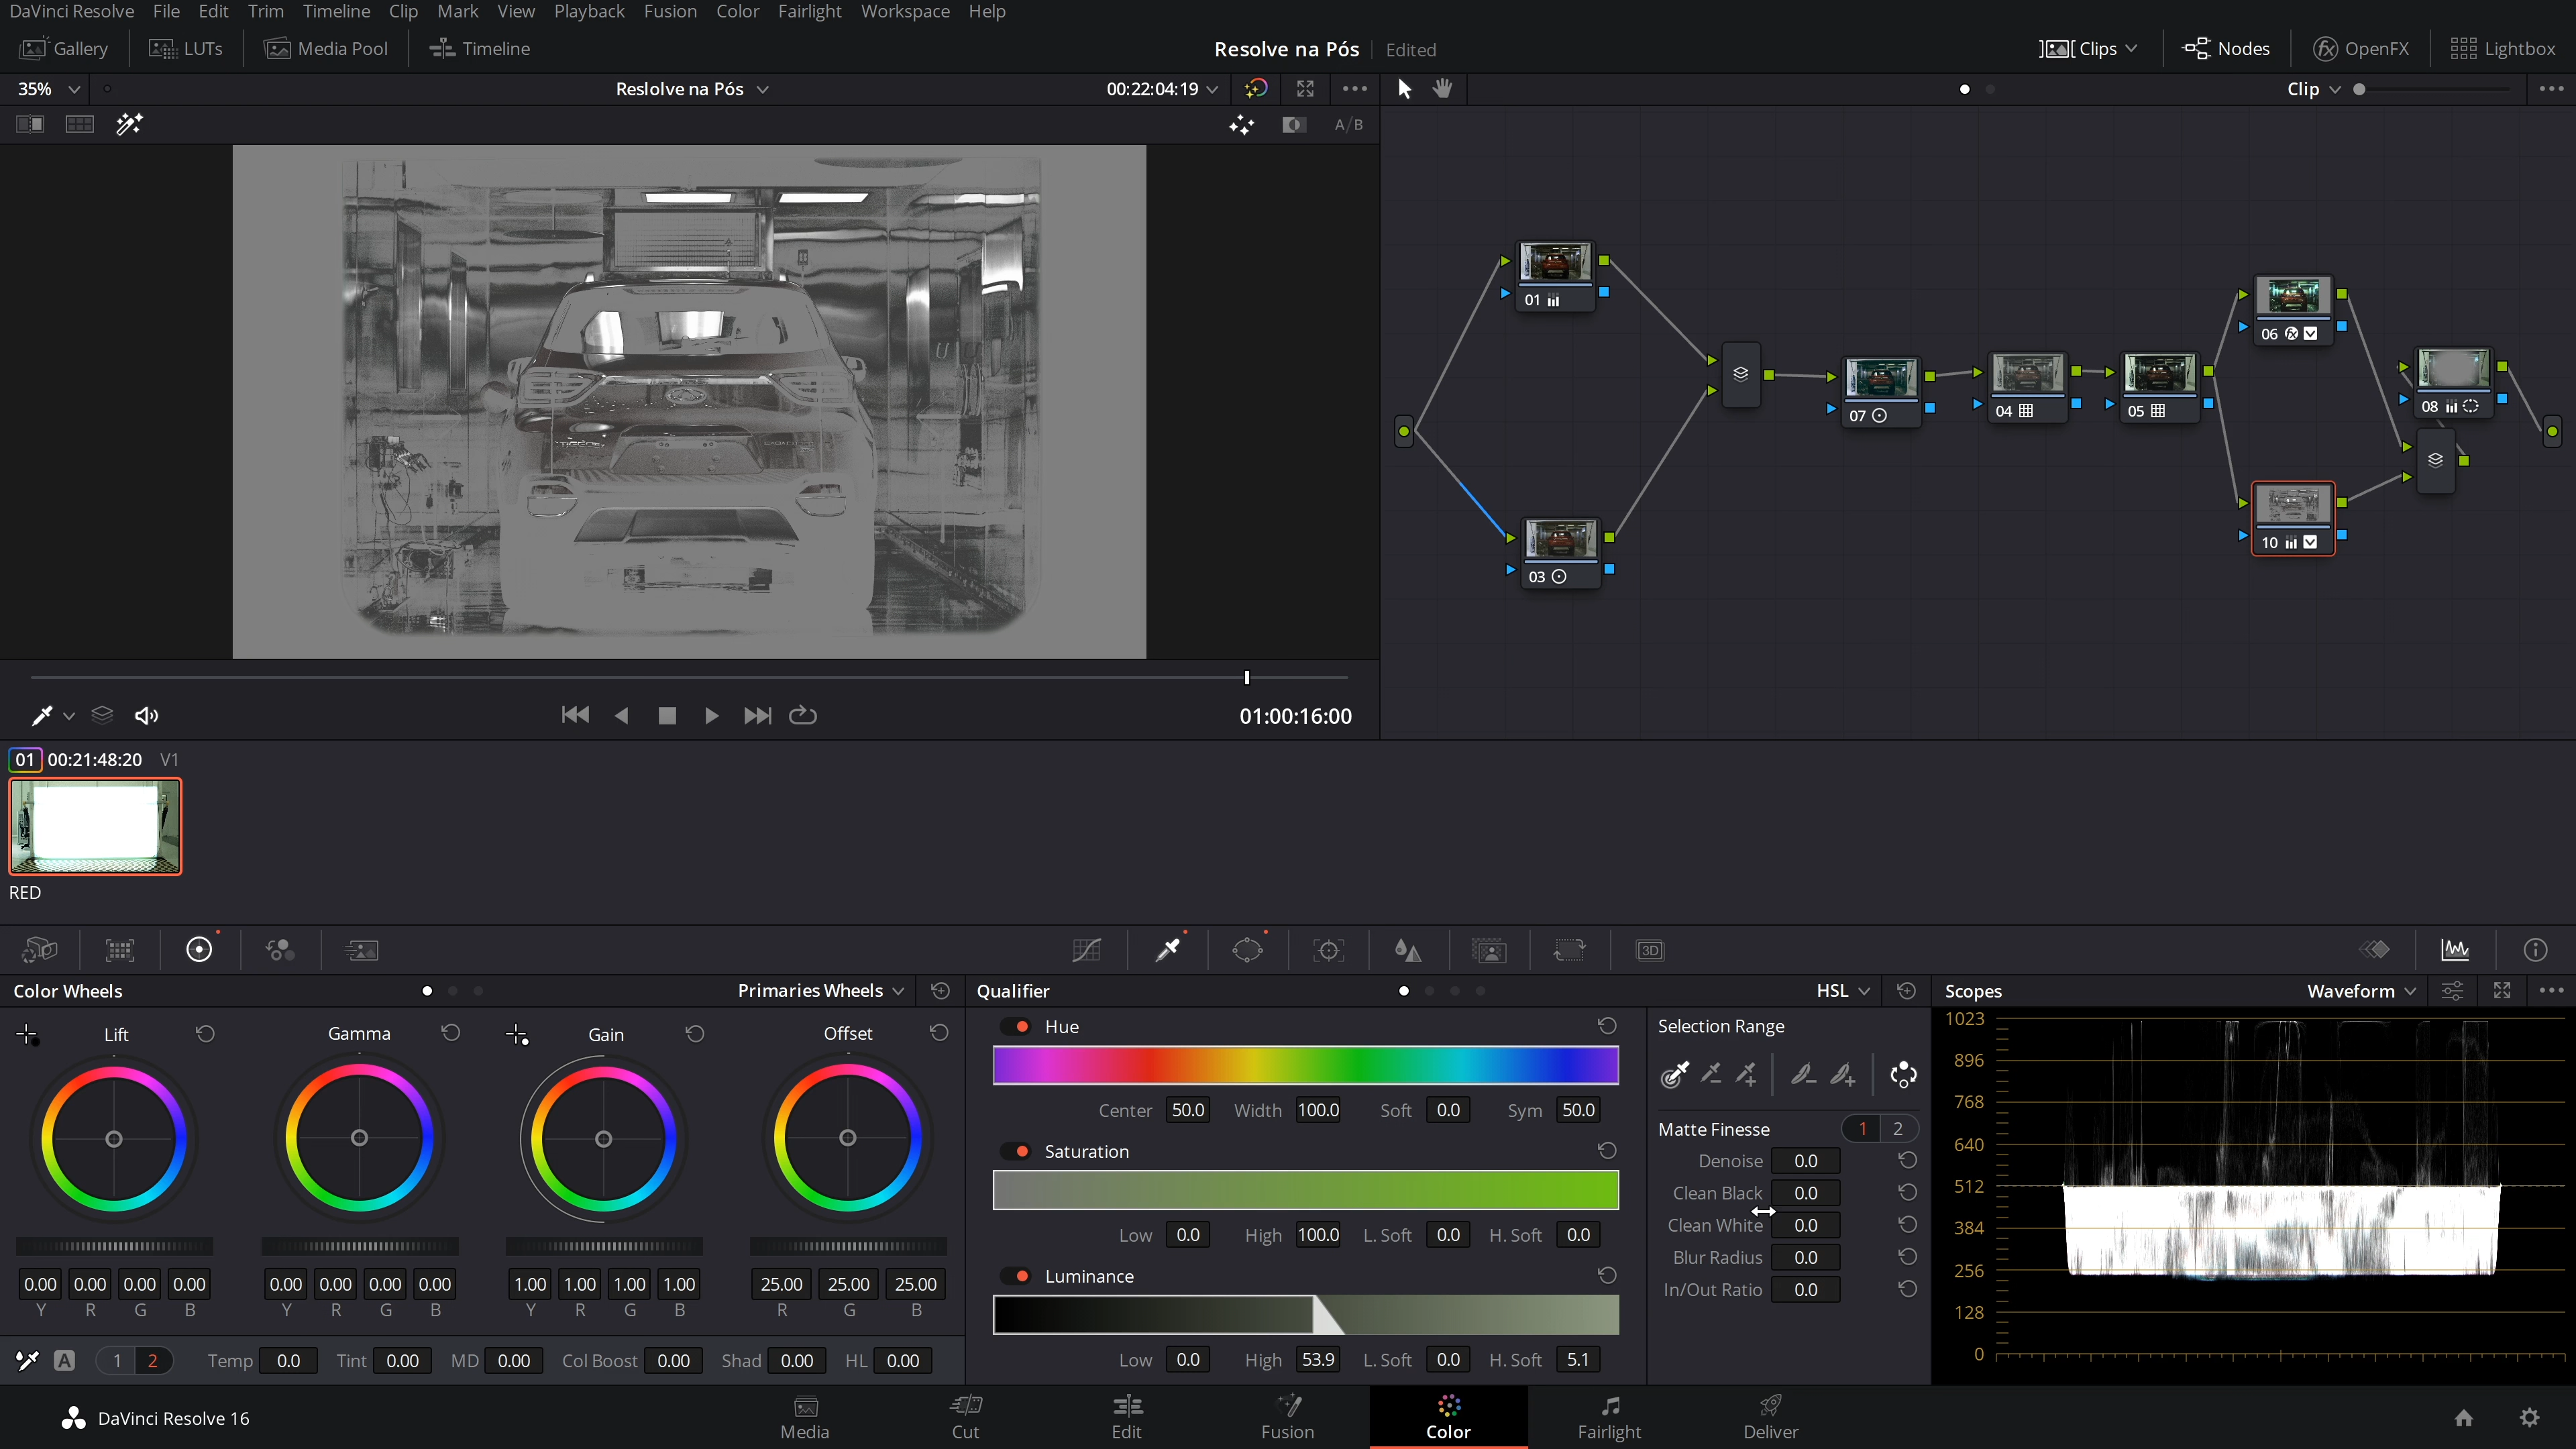 DaVinci Resolve File Edit Trim Timeline Clip Mark View Playback Fusion Color Fairlight Workspace Help
Gallery LUTs Media Pool Timeline Resolve na Pós Edited Clips Nodes OpenFX Lightbox
35% Reslolve na Pós 00:22:04:19 Clip
A/B
01
06
07
04
05
08
10
03
01:00:16:00
01 00:21:48:20 V1
RED
3D
Color Wheels Primaries Wheels Qualifier HSL Scopes Waveform
Lift Gamma Gain Offset
0.00 0.00 0.00 0.00 0.00 0.00 0.00 0.00 1.00 1.00 1.00 1.00 25.00 25.00 25.00
Y R G B Y R G B Y R G B R G B
A 1 2 Temp 0.0 Tint 0.00 MD 0.00 Col Boost 0.00 Shad 0.00 HL 0.00
Hue
Center 50.0 Width 100.0 Soft 0.0 Sym 50.0
Saturation
Low 0.0 High 100.0 L. Soft 0.0 H. Soft 0.0
Luminance
Low 0.0 High 53.9 L. Soft 0.0 H. Soft 5.1
Selection Range
Matte Finesse 1 2
Denoise 0.0
Clean Black 0.0
Clean White 0.0
Blur Radius 0.0
In/Out Ratio 0.0
1023
896
768
640
512
384
256
128
0
DaVinci Resolve 16 Media Cut Edit Fusion Color Fairlight Deliver